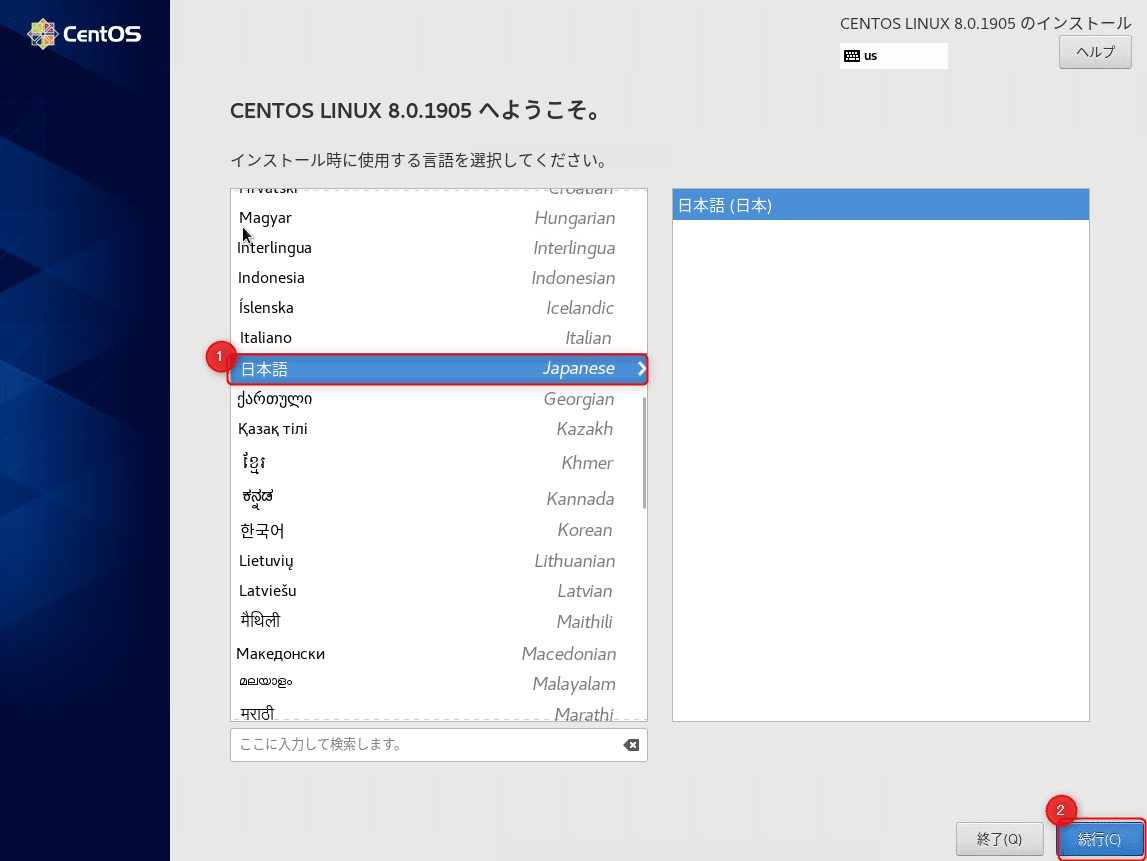 CentOS
CENTOS LINUX 8.0.1905 のインストール
us
ヘルプ
CENTOS LINUX 8.0.1905 へようこそ。
インストール時に使用する言語を選択してください。
Hrvatski Croatian
Magyar Hungarian
Interlingua Interlingua
Indonesia Indonesian
Íslenska Icelandic
Italiano Italian
1
日本語 Japanese
ქართული Georgian
Қазақ тілі Kazakh
ខ្មែរ Khmer
ಕನ್ನಡ Kannada
한국어 Korean
Lietuvių Lithuanian
Latviešu Latvian
मैथिली Maithili
Македонски Macedonian
മലയാളം Malayalam
मराठी Marathi
日本語 (日本)
ここに入力して検索します。
2
終了(Q)
続行(C)